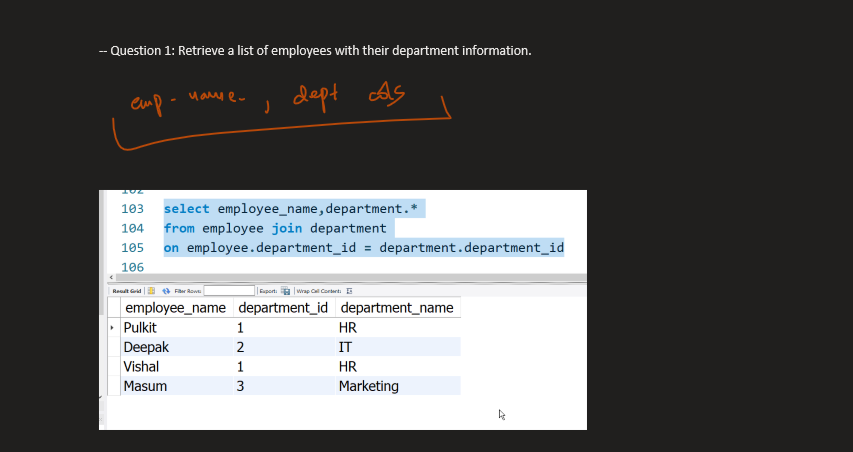 -- Question 1: Retrieve a list of employees with their department information.
emp - name - , dept
102
103 select employee_name,department.*
104 from employee join department
105 on employee.department_id = department.department_id
106
Result Grid Filter Rows: Export: Wrap Cell Content:
employee_name department_id department_name
Pulkit 1 HR
Deepak 2 IT
Vishal 1 HR
Masum 3 Marketing